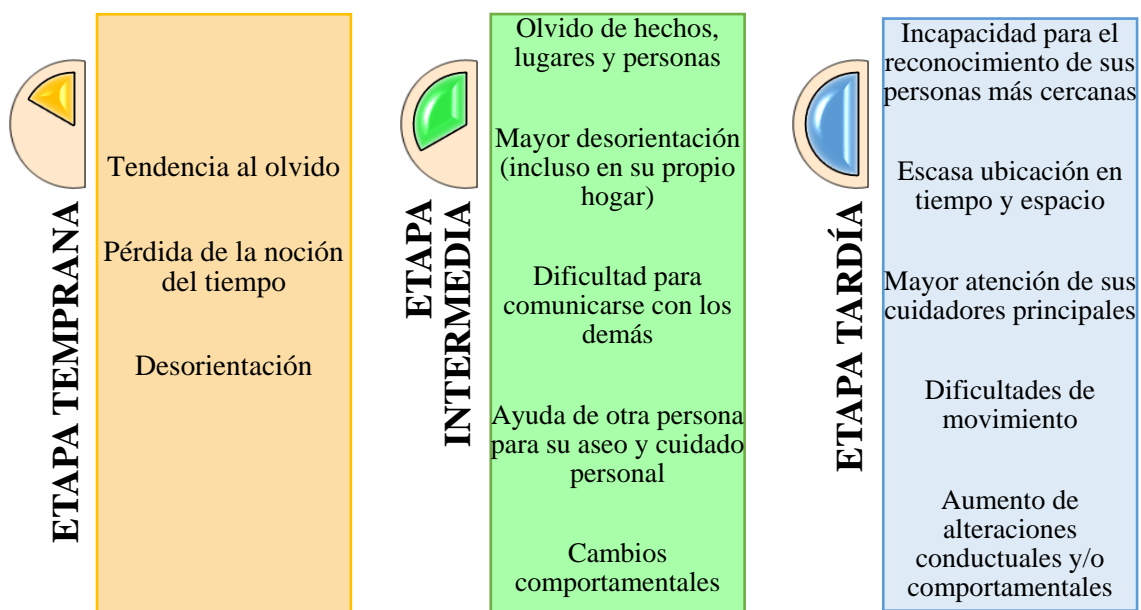 ETAPA TEMPRANA
Tendencia al olvido
Pérdida de la noción
del tiempo
Desorientación
ETAPA
INTERMEDIA
Olvido de hechos,
lugares y personas
Mayor desorientación
(incluso en su propio
hogar)
Dificultad para
comunicarse con los
demás
Ayuda de otra persona
para su aseo y cuidado
personal
Cambios
comportamentales
ETAPA TARDÍA
Incapacidad para el
reconocimiento de sus
personas más cercanas
Escasa ubicación en
tiempo y espacio
Mayor atención de sus
cuidadores principales
Dificultades de
movimiento
Aumento de
alteraciones
conductuales y/o
comportamentales